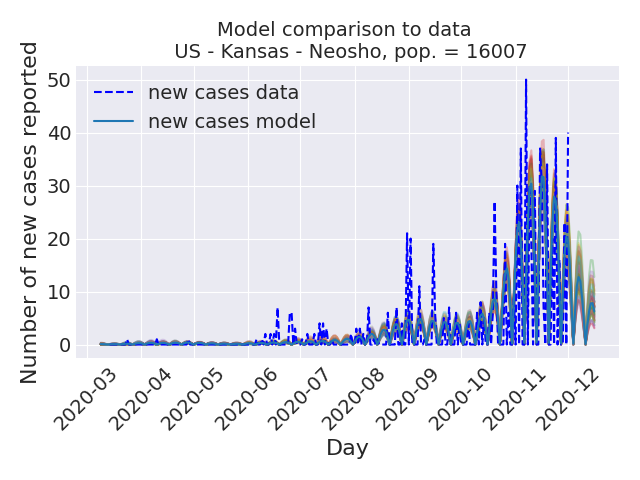 Model comparison to data
US - Kansas - Neosho, pop. = 16007
Number of new cases reported
50
40
30
20
10
0
new cases data
new cases model
2020-03
2020-04
2020-05
2020-06
2020-07
2020-08
2020-09
2020-10
2020-11
2020-12
Day